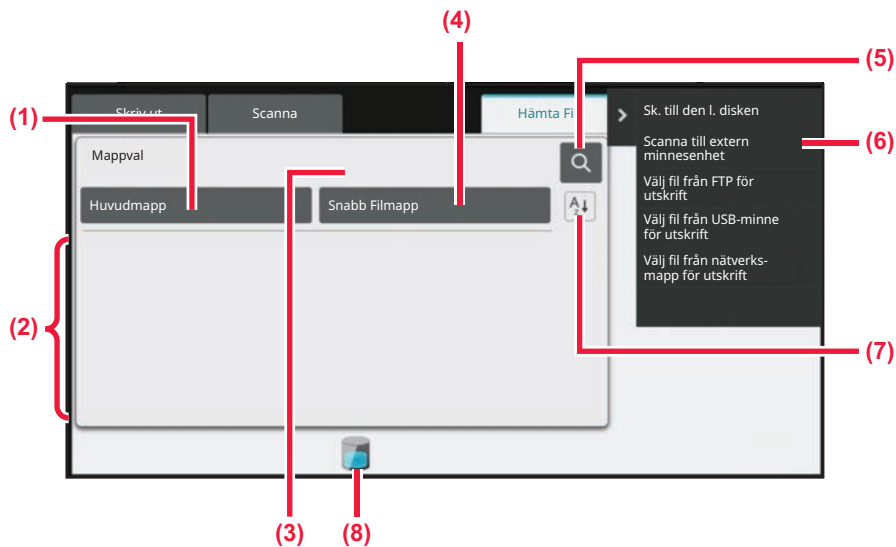 (4)
(5)
Skriv ut
Scanna
Hämta
Sk. till den l. disken
(1)
(6)
Scanna till extern
minnesenhet
Mappval
Välj fil från FTP för
utskrift
Huvudmapp
Snabb Filmapp
A
Z
Välj fil från USB-minne
för utskrift
Välj fil från nätverks-
mapp för utskrift
(2)
(7)
(3)
(8)